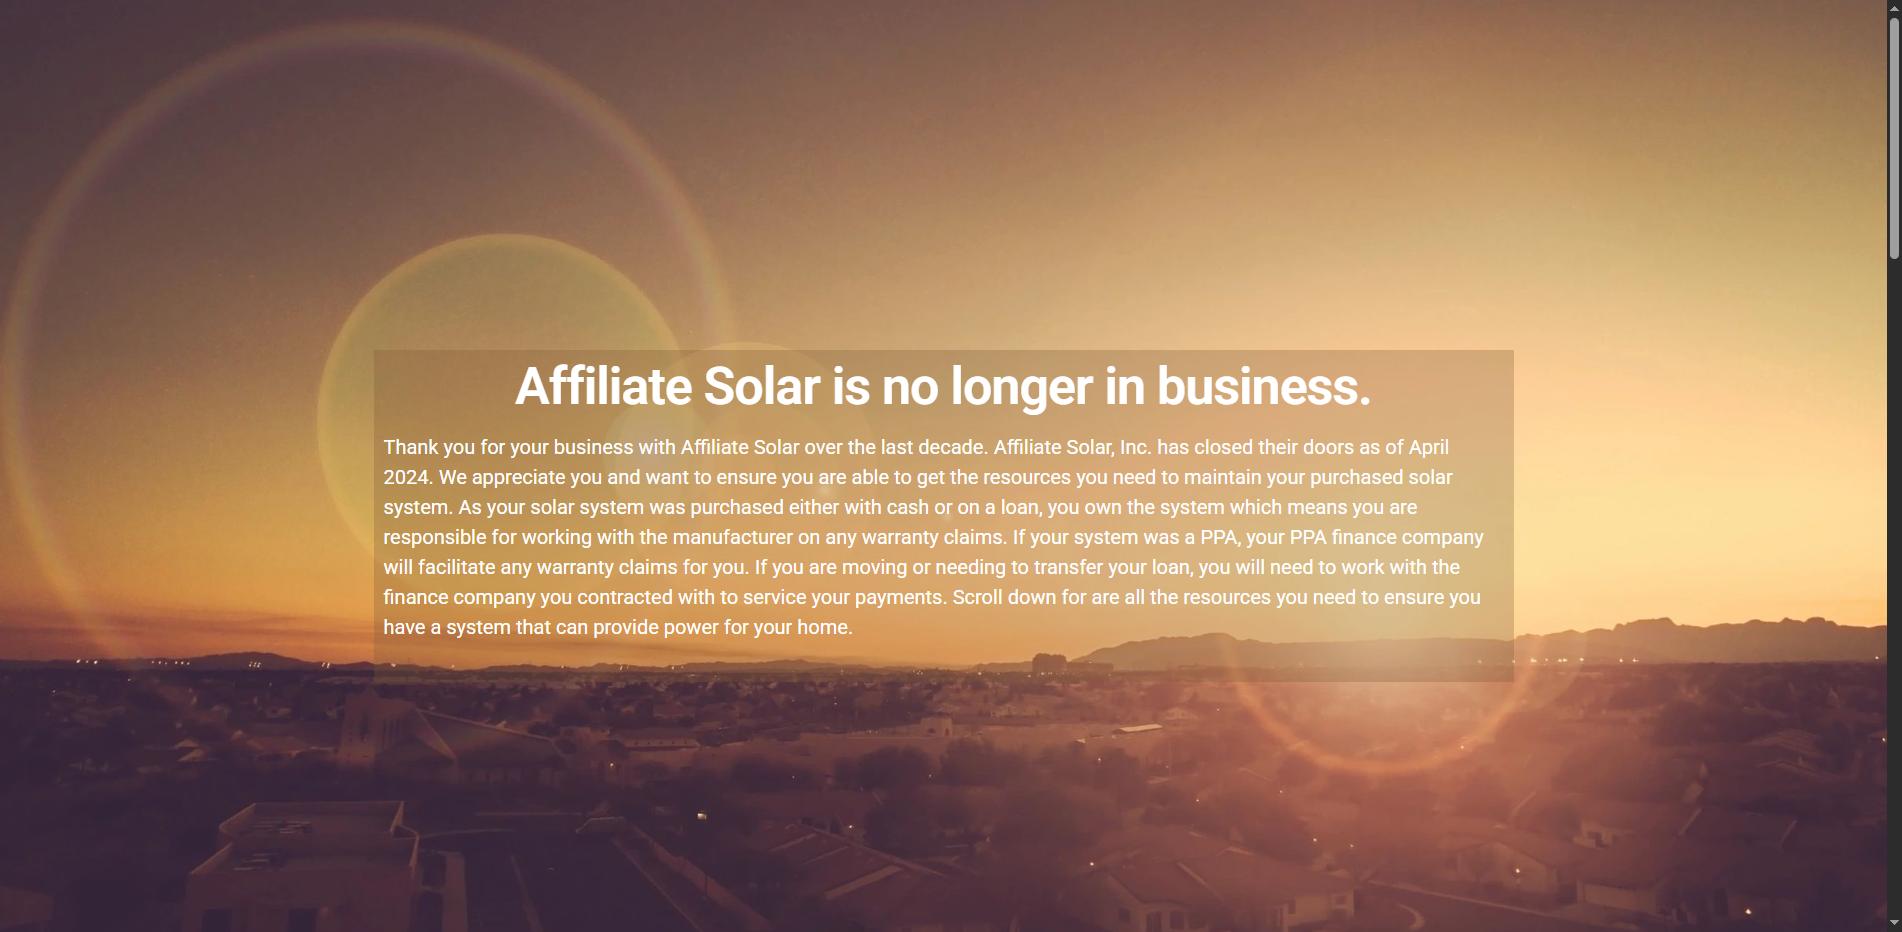 Affiliate Solar is no longer in business.
Thank you for your business with Affiliate Solar over the last decade. Affiliate Solar, Inc. has closed their doors as of April
2024. We appreciate you and want to ensure you are able to get the resources you need to maintain your purchased solar
system. As your solar system was purchased either with cash or on a loan, you own the system which means you are
responsible for working with the manufacturer on any warranty claims. If your system was a PPA, your PPA finance company
will facilitate any warranty claims for you. If you are moving or needing to transfer your loan, you will need to work with the
finance company you contracted with to service your payments. Scroll down for are all the resources you need to ensure you
have a system that can provide power for your home.